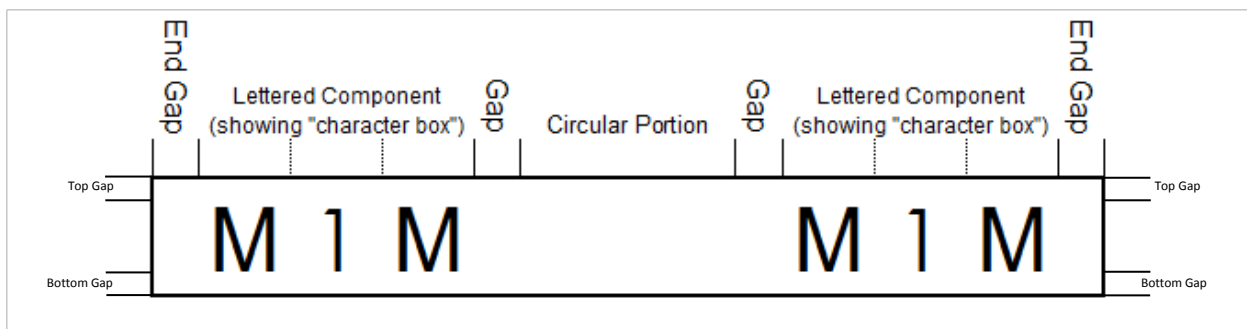 End Gap
Lettered Component
(showing "character box")
Gap
Circular Portion
Gap
Lettered Component
(showing "character box")
End Gap
Top Gap
Top Gap
M 1 M
M 1 M
Bottom Gap
Bottom Gap